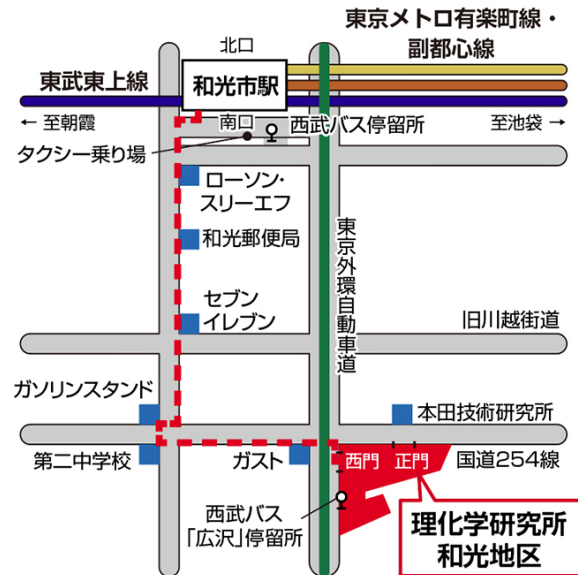 東京メトロ有楽町線・
副都心線
北口
東武東上線
和光市駅
← 至朝霞
南口
西武バス停留所
至池袋 →
タクシー乗り場
ローソン・
スリーエフ
和光郵便局
東京外環自動車道
セブン
イレブン
旧川越街道
ガソリンスタンド
本田技術研究所
第二中学校
ガスト
西門
正門
国道254線
西武バス
「広沢」停留所
理化学研究所
和光地区